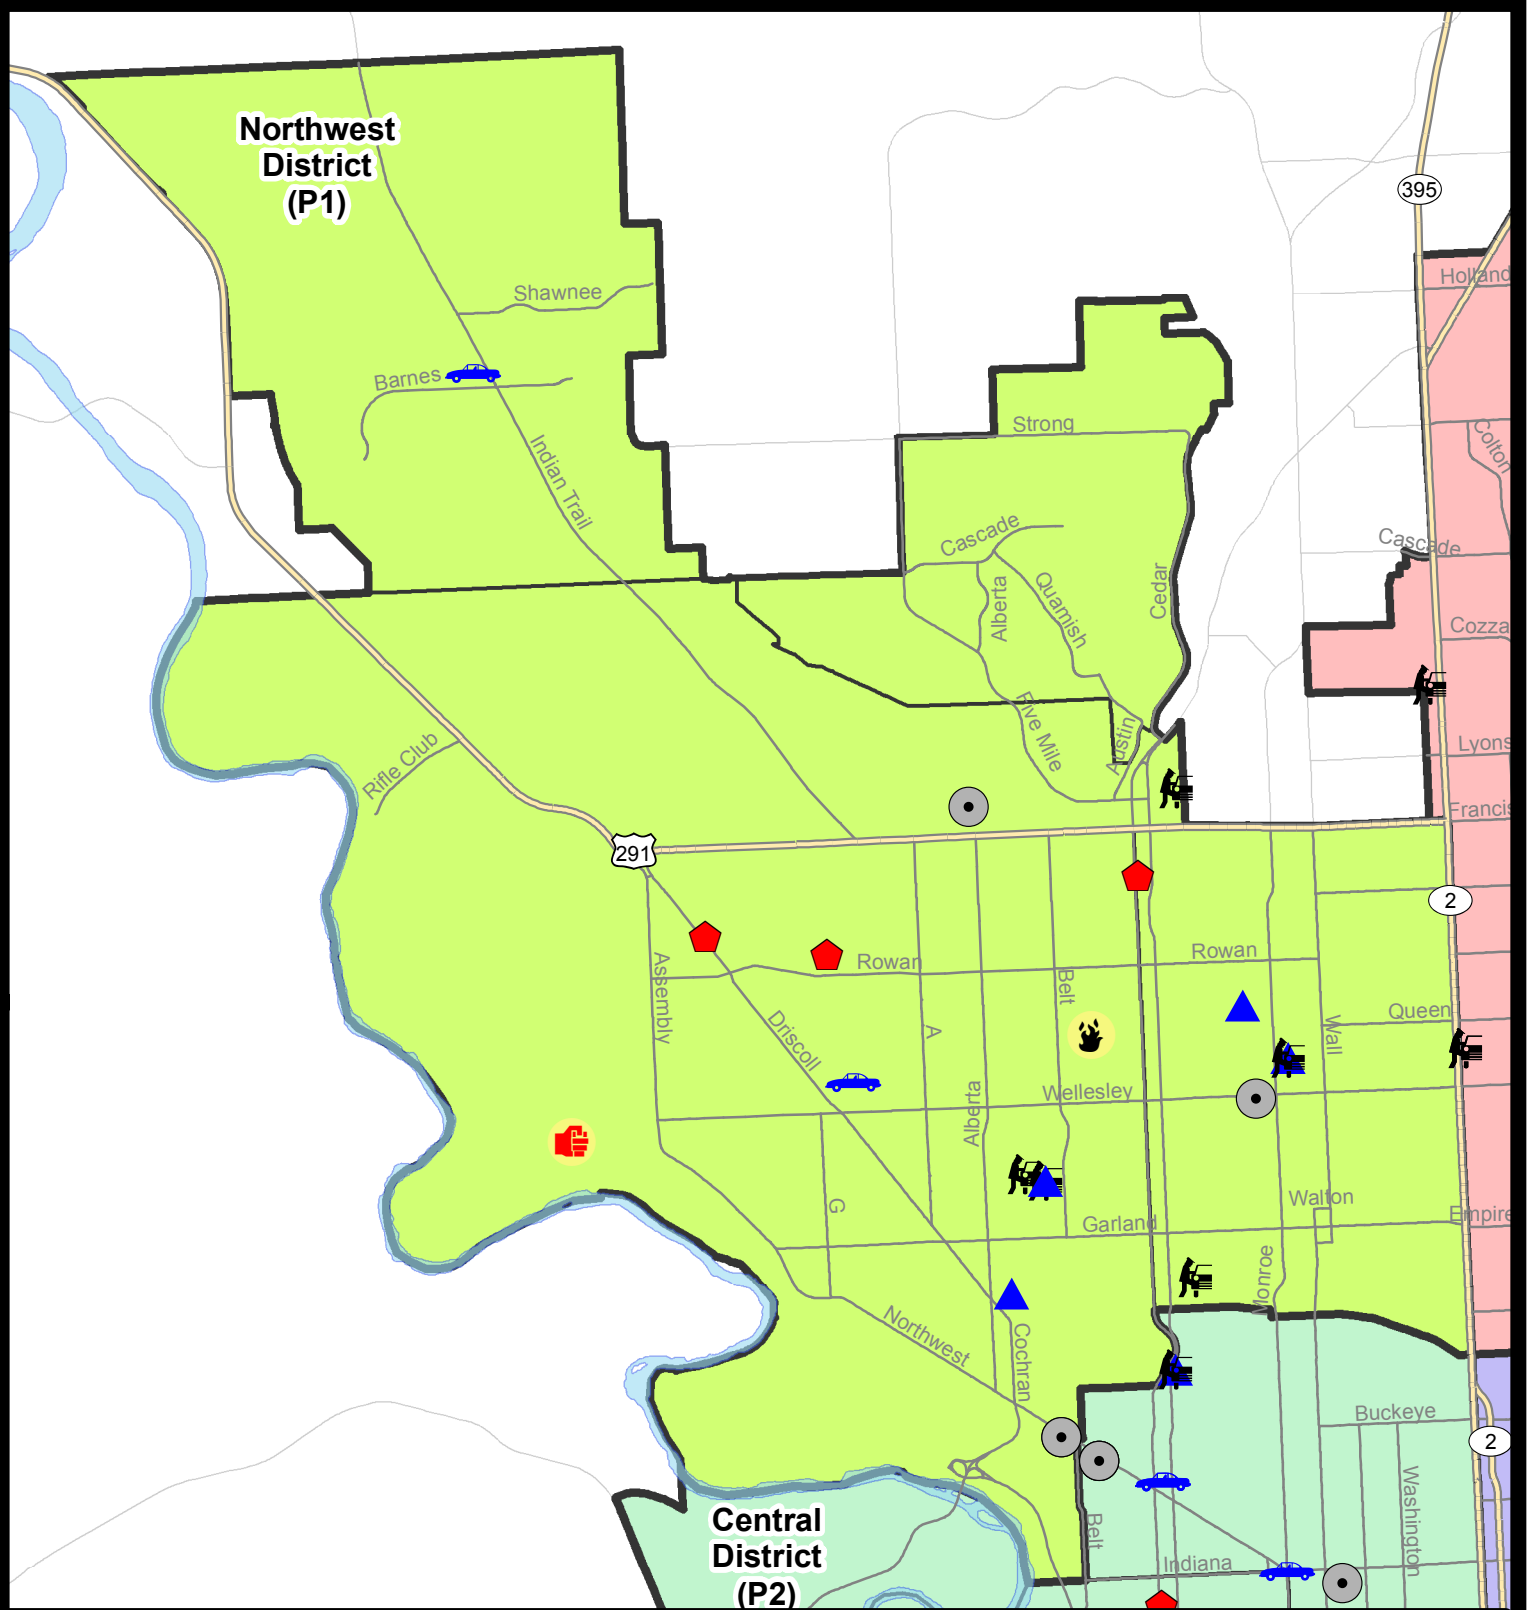 Northwest
District
(P1)
395
Holland
Shawnee
Barnes
Strong
Colton
Indian Trail
Cascade
Cascade
Alberta
Quamish
Cedar
Cozza
Five Mile
Austin
Rifle Club
Lyons
Francis
291
2
Assembly
Rowan
Rowan
Belt
Driscoll
A
Queen
Wall
Wellesley
Alberta
G
Garland
Walton
Empire
Monroe
Northwest
Cochran
Buckeye
2
Washington
Central
District
(P2)
Belt
Indiana